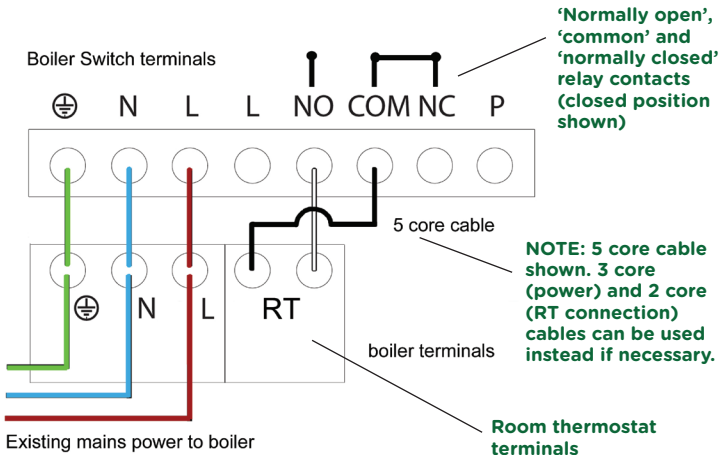 'Normally open',
'common' and
'normally closed'
relay contacts
(closed position
shown)
Boiler Switch terminals
N L L NO COM NC P
5 core cable
NOTE: 5 core cable
shown. 3 core
(power) and 2 core
(RT connection)
cables can be used
instead if necessary.
N L RT
boiler terminals
Room thermostat
terminals
Existing mains power to boiler